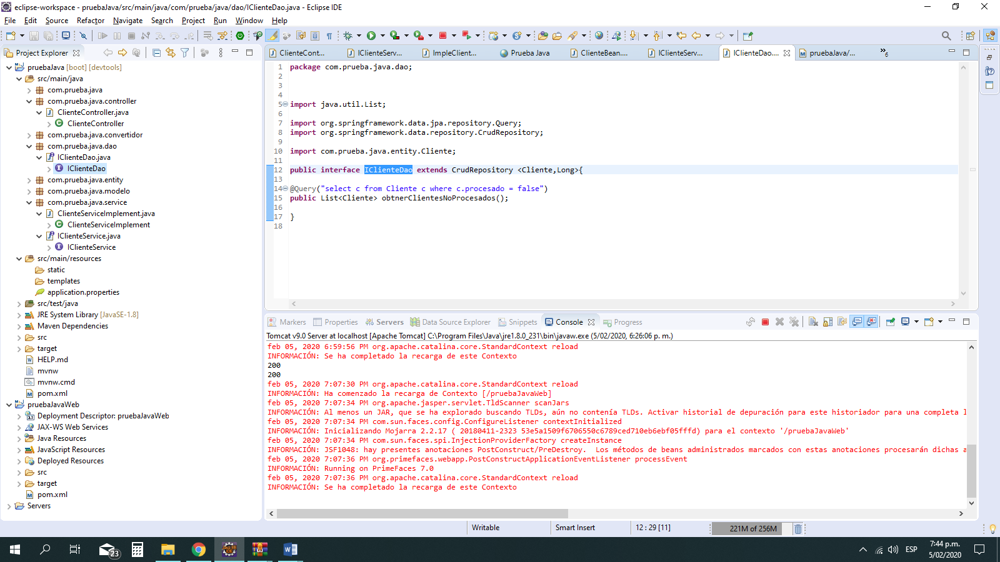 eclipse-workspace - pruebaJava/src/main/java/com/prueba/java/dao/IClienteDao.java - Eclipse IDE
File Edit Source Refactor Navigate Search Project Run Window Help
Project Explorer
pruebaJava [boot] [devtools]
src/main/java
com.prueba.java
com.prueba.java.controller
ClienteController.java
ClienteController
com.prueba.java.convertidor
com.prueba.java.dao
IClienteDao.java
IClienteDao
com.prueba.java.entity
com.prueba.java.modelo
com.prueba.java.service
ClienteServiceImplement.java
ClienteServiceImplement
IClienteService.java
IClienteService
src/main/resources
static
templates
application.properties
src/test/java
JRE System Library [JavaSE-1.8]
Maven Dependencies
src
target
HELP.md
mvnw
mvnw.cmd
pom.xml
pruebaJavaWeb
Deployment Descriptor: pruebaJavaWeb
JAX-WS Web Services
Java Resources
JavaScript Resources
Deployed Resources
src
target
pom.xml
Servers
ClienteCont... IClienteServ... ImpleClient... Prueba Java ClienteBean.... IClienteServ... IClienteDao.... pruebaJava/... »6
1 package com.prueba.java.dao;
2
3
4
5 import java.util.List;
6
7 import org.springframework.data.jpa.repository.Query;
8 import org.springframework.data.repository.CrudRepository;
9
10 import com.prueba.java.entity.Cliente;
11
12 public interface IClienteDao extends CrudRepository <Cliente,Long>{
13
14 @Query("select c from Cliente c where c.procesado = false")
15 public List<Cliente> obtnerClientesNoProcesados();
16
17 }
18
Markers Properties Servers Data Source Explorer Snippets Console Progress
Tomcat v9.0 Server at localhost [Apache Tomcat] C:\Program Files\Java\jre1.8.0_231\bin\javaw.exe (5/02/2020, 6:26:06 p. m.)
feb 05, 2020 6:59:56 PM org.apache.catalina.core.StandardContext reload
INFORMACIÓN: Se ha completado la recarga de este Contexto
200
200
feb 05, 2020 7:07:30 PM org.apache.catalina.core.StandardContext reload
INFORMACIÓN: Ha comenzado la recarga de Contexto [/pruebaJavaWeb]
feb 05, 2020 7:07:34 PM org.apache.jasper.servlet.TldScanner scanJars
INFORMACIÓN: Al menos un JAR, que se ha explorado buscando TLDs, aún no contenía TLDs. Activar historial de depuración para este historiador para una completa l
feb 05, 2020 7:07:34 PM com.sun.faces.config.ConfigureListener contextInitialized
INFORMACIÓN: Inicializando Mojarra 2.2.17 ( 20180411-2323 53e5a1509f6706550c6789ced710eb6ebf05fffd) para el contexto '/pruebaJavaWeb'
feb 05, 2020 7:07:34 PM com.sun.faces.spi.InjectionProviderFactory createInstance
INFORMACIÓN: JSF1048: hay presentes anotaciones PostConstruct/PreDestroy.  Los métodos de beans administrados marcados con estas anotaciones procesarán dichas a
feb 05, 2020 7:07:36 PM org.primefaces.webapp.PostConstructApplicationEventListener processEvent
INFORMACIÓN: Running on PrimeFaces 7.0
feb 05, 2020 7:07:36 PM org.apache.catalina.core.StandardContext reload
INFORMACIÓN: Se ha completado la recarga de este Contexto
Writable Smart Insert 12 : 29 [11] 221M of 256M
23 ESP 7:44 p.m.
5/02/2020